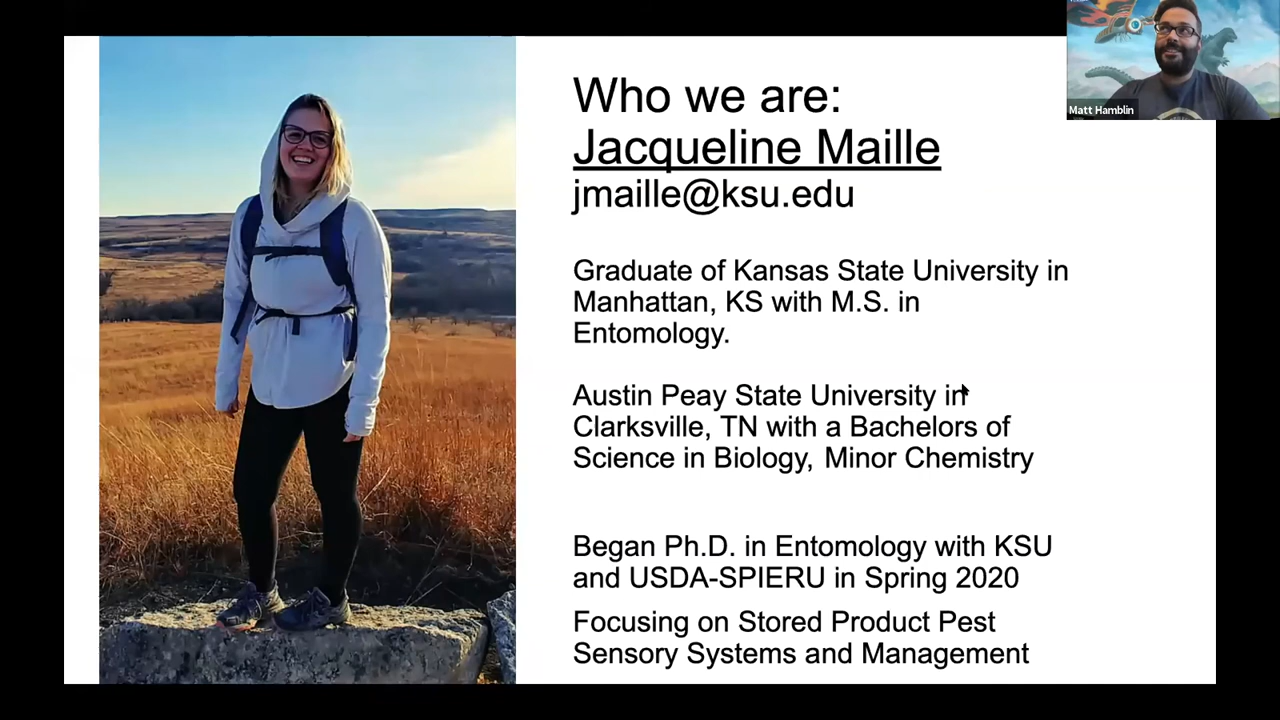 Who we are:
Jacqueline Maille
jmaille@ksu.edu
Graduate of Kansas State University in
Manhattan, KS with M.S. in
Entomology.
Austin Peay State University in
Clarksville, TN with a Bachelors of
Science in Biology, Minor Chemistry
Began Ph.D. in Entomology with KSU
and USDA-SPIERU in Spring 2020
Focusing on Stored Product Pest
Sensory Systems and Management
Matt Hamblin